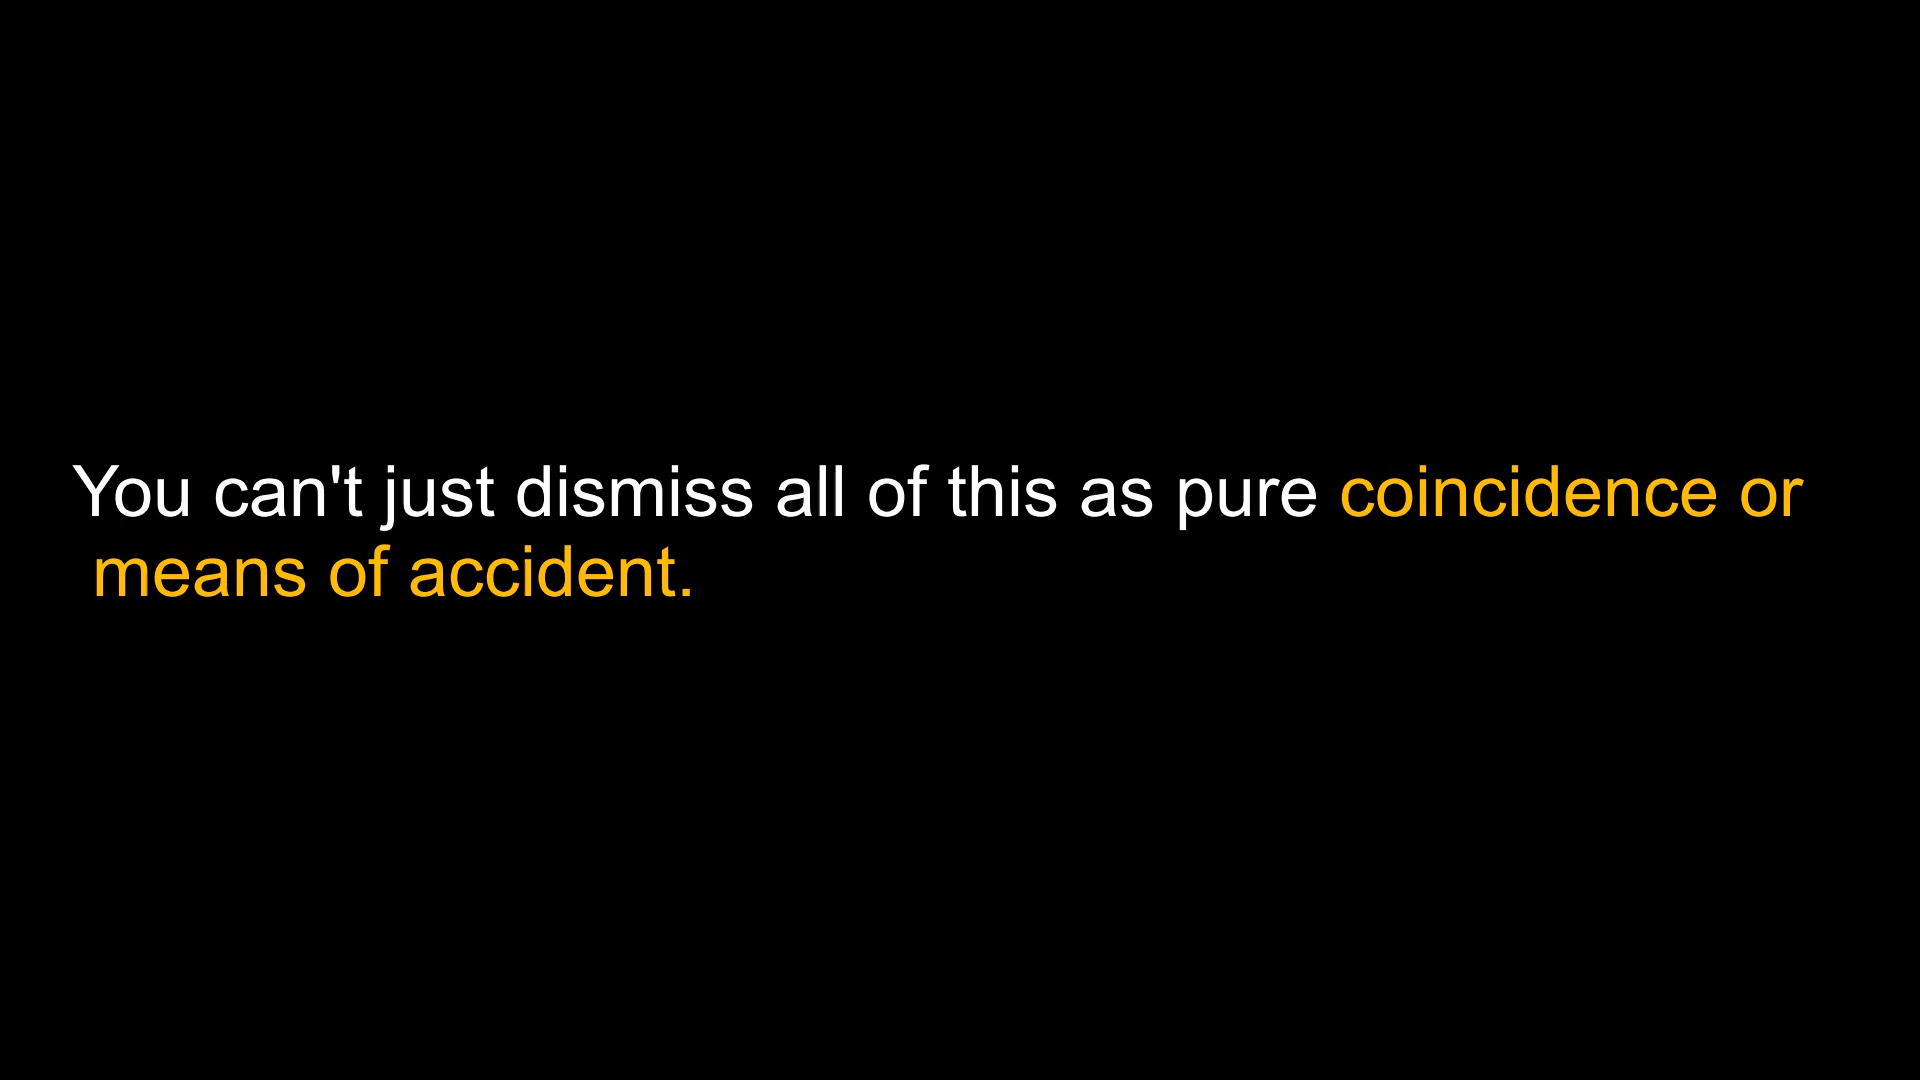 You can't just dismiss all of this as pure coincidence or
means of accident.